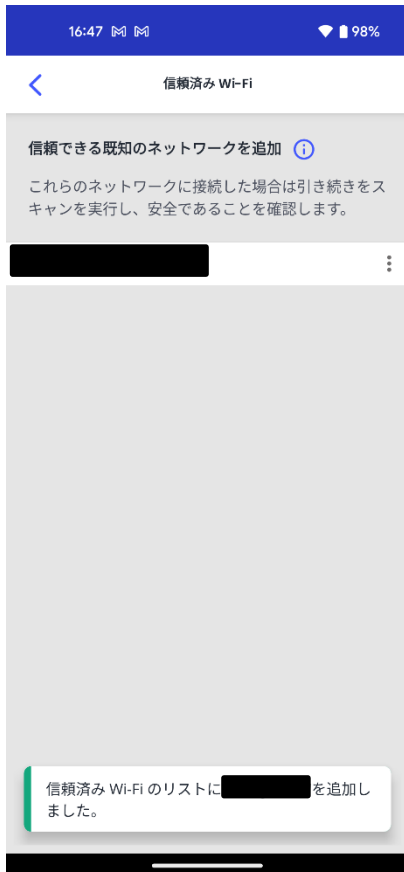 16:47
98%
信頼済み Wi-Fi
信頼できる既知のネットワークを追加
これらのネットワークに接続した場合は引き続きをス
キャンを実行し、安全であることを確認します。
信頼済み Wi-Fi のリストに を追加し
ました。